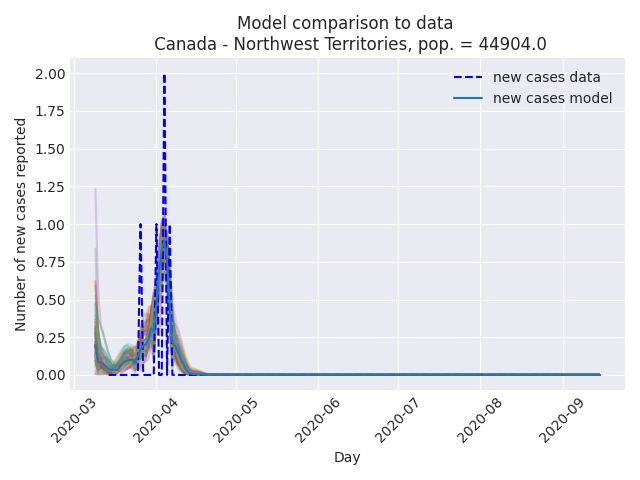 Model comparison to data
Canada - Northwest Territories, pop. = 44904.0
new cases data
new cases model
Number of new cases reported
2.00
1.75
1.50
1.25
1.00
0.75
0.50
0.25
0.00
2020-03
2020-04
2020-05
2020-06
2020-07
2020-08
2020-09
Day